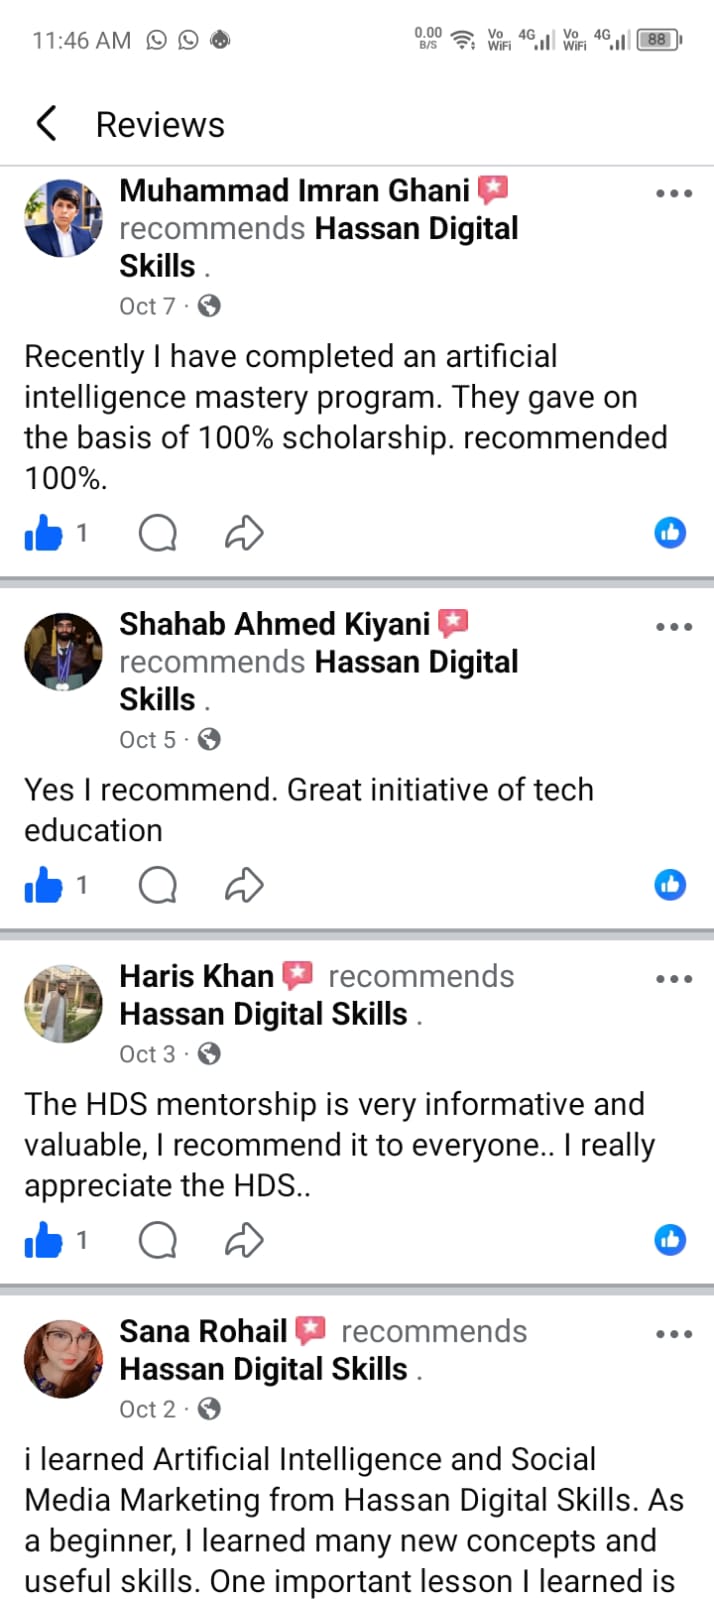 11:46 AM
0.00 B/S Vo WiFi 4G Vo WiFi 4G 88
Reviews
Muhammad Imran Ghani
recommends Hassan Digital
Skills .
Oct 7 ·
Recently I have completed an artificial
intelligence mastery program. They gave on
the basis of 100% scholarship. recommended
100%.
1
Shahab Ahmed Kiyani
recommends Hassan Digital
Skills .
Oct 5 ·
Yes I recommend. Great initiative of tech
education
1
Haris Khan recommends
Hassan Digital Skills .
Oct 3 ·
The HDS mentorship is very informative and
valuable, I recommend it to everyone.. I really
appreciate the HDS..
1
Sana Rohail recommends
Hassan Digital Skills .
Oct 2 ·
i learned Artificial Intelligence and Social
Media Marketing from Hassan Digital Skills. As
a beginner, I learned many new concepts and
useful skills. One important lesson I learned is